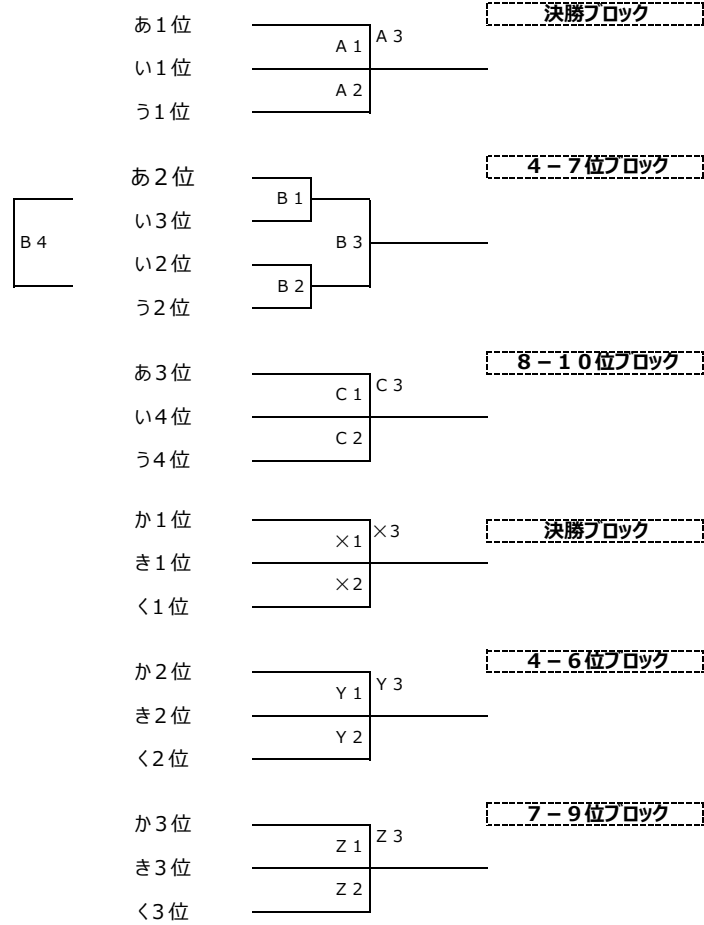 決勝ブロック
あ1位
A 3
A 1
い1位
A 2
う1位
4－7位ブロック
あ2位
B 1
い3位
B 4
B 3
い2位
B 2
う2位
8－10位ブロック
あ3位
C 3
C 1
い4位
C 2
う4位
か1位
決勝ブロック
×3
×1
き1位
×2
く1位
4－6位ブロック
か2位
Y 3
Y 1
き2位
Y 2
く2位
7－9位ブロック
か3位
Z 3
Z 1
き3位
Z 2
く3位